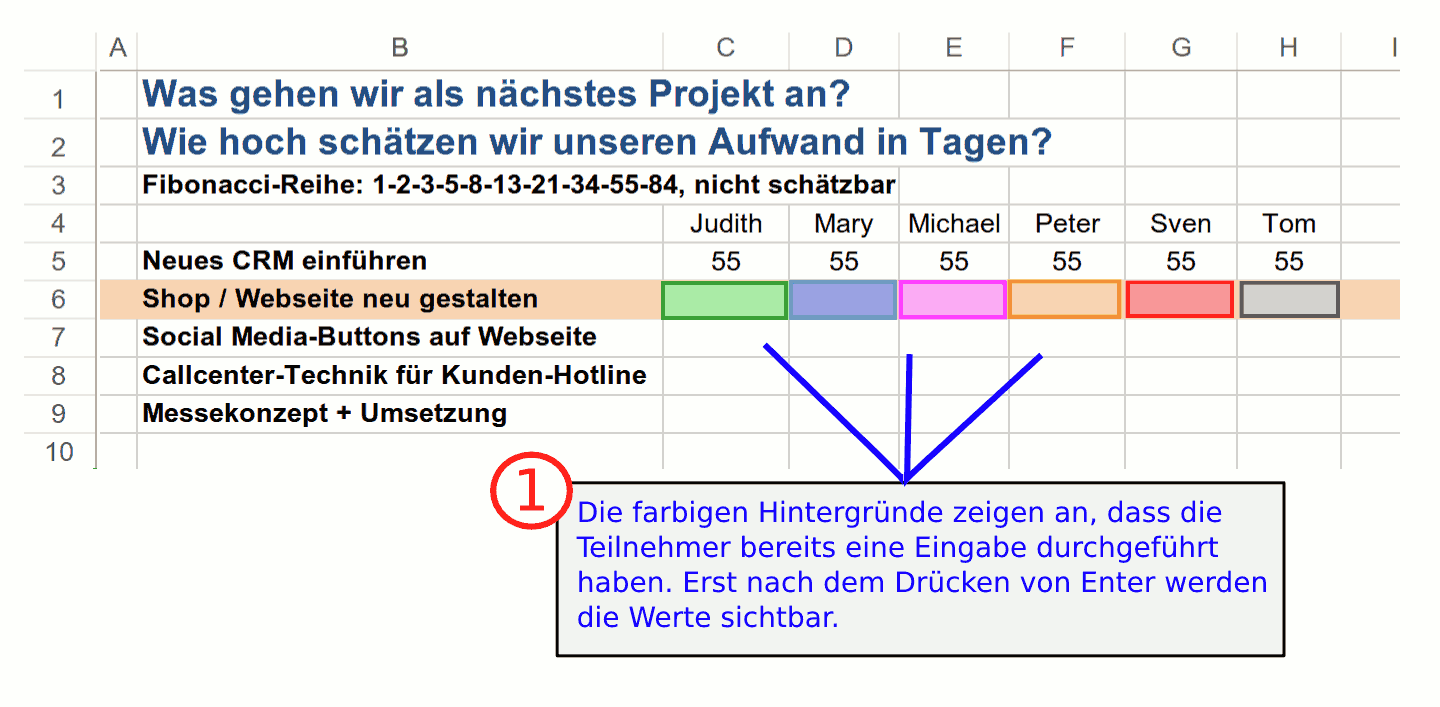 A B C D E F G H I
1 Was gehen wir als nächstes Projekt an?
2 Wie hoch schätzen wir unseren Aufwand in Tagen?
3 Fibonacci-Reihe: 1-2-3-5-8-13-21-34-55-84, nicht schätzbar
4 Judith Mary Michael Peter Sven Tom
5 Neues CRM einführen 55 55 55 55 55 55
6 Shop / Webseite neu gestalten
7 Social Media-Buttons auf Webseite
8 Callcenter-Technik für Kunden-Hotline
9 Messekonzept + Umsetzung
10
1
Die farbigen Hintergründe zeigen an, dass die
Teilnehmer bereits eine Eingabe durchgeführt
haben. Erst nach dem Drücken von Enter werden
die Werte sichtbar.